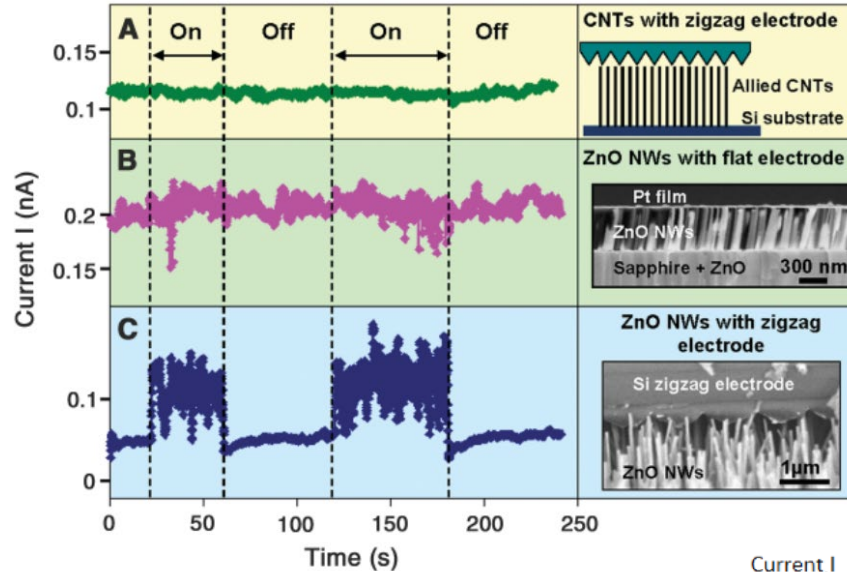 A
On
Off
On
Off
0.15
0.1
B
0.2
0.15
C
0.1
0
Current I (nA)
0
50
100
150
200
250
Time (s)
CNTs with zigzag electrode
Allied CNTs
Si substrate
ZnO NWs with flat electrode
Pt film
ZnO NWs
Sapphire + ZnO
300 nm
ZnO NWs with zigzag
electrode
Si zigzag electrode
ZnO NWs
1µm
Current I